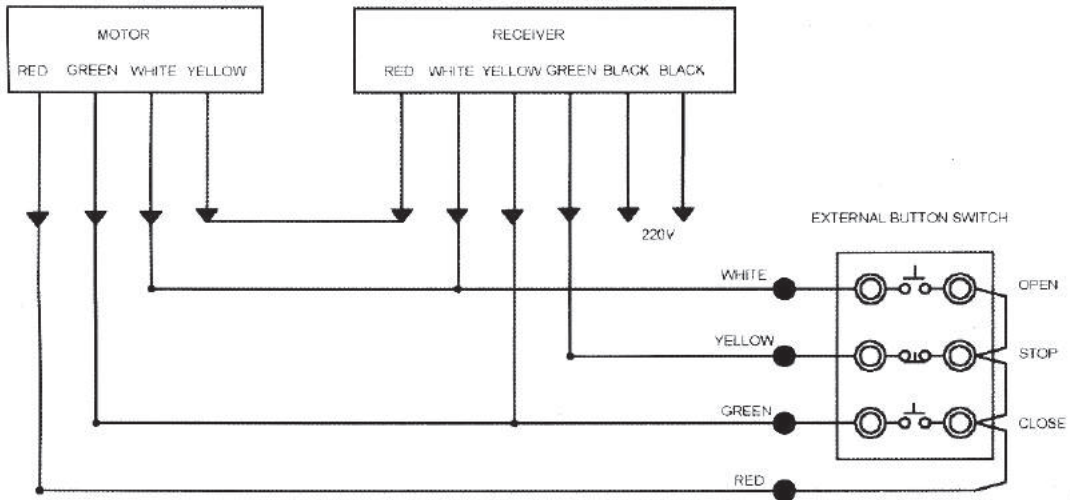 MOTOR
RED GREEN WHITE YELLOW
RECEIVER
RED WHITE YELLOW GREEN BLACK BLACK
220V
EXTERNAL BUTTON SWITCH
WHITE
OPEN
YELLOW
STOP
GREEN
CLOSE
RED